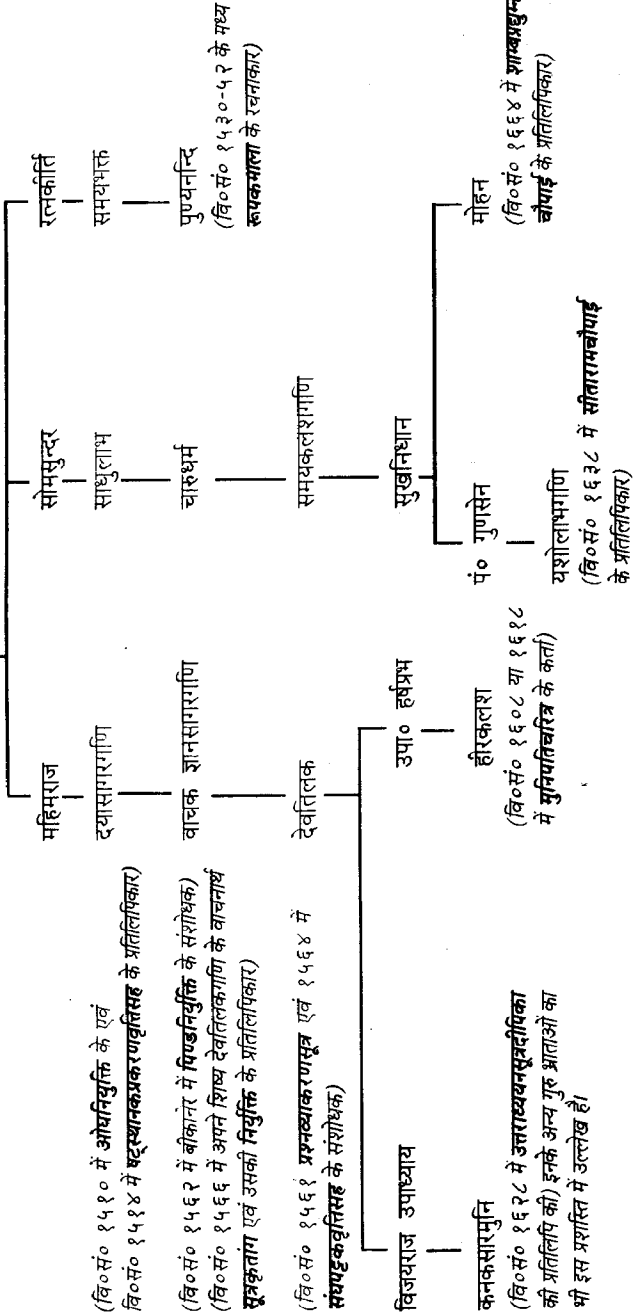 महिमराज
सोमसुन्दर
रत्नकीर्ति
दयासागरगणि
साधुलाभ
समयभक्त
(वि०सं० १५१० में ओघनिर्युक्ति के एवं
वि०सं० १५१४ में षट्स्थानकप्रकरणवृत्तिसह के प्रतिलिपिकार)
वाचक ज्ञानसागरगणि
चारुधर्म
पुण्यनन्दि
(वि०सं० १५६२ में बीकानेर में पिण्डनिर्युक्ति के संशोधक)
(वि०सं० १५६६ में अपने शिष्य देवतिलकगणि के वाचनार्थ
सूत्रकृतांग एवं उसकी निर्युक्ति के प्रतिलिपिकार)
(वि०सं० १५३०-५२ के मध्य
रूपकमाला के रचनाकार)
देवतिलक
समयकलशगणि
(वि०सं० १५६१ प्रश्नव्याकरणसूत्र एवं १५६४ में
संघपट्टकवृत्तिसह के संशोधक)
सुखनिधान
विजयराज उपाध्याय
उपा० हर्षप्रभ
पं० गुणसेन
मोहन
(वि०सं० १६६४ में शाम्बप्रद्युम्न
चौपाई के प्रतिलिपिकार)
कनकसारमुनि
हीरकलश
यशोलाभगणि
(वि०सं० १६२८ में उत्तराध्ययनसूत्रदीपिका
की प्रतिलिपि की) इनके अन्य गुरु भ्राताओं का
भी इस प्रशस्ति में उल्लेख है।
(वि०सं० १६०८ या १६१८
में मुनिपतिचरित्र के कर्ता)
(वि०सं० १६३८ में सीतारामचौपाई
के प्रतिलिपिकार)